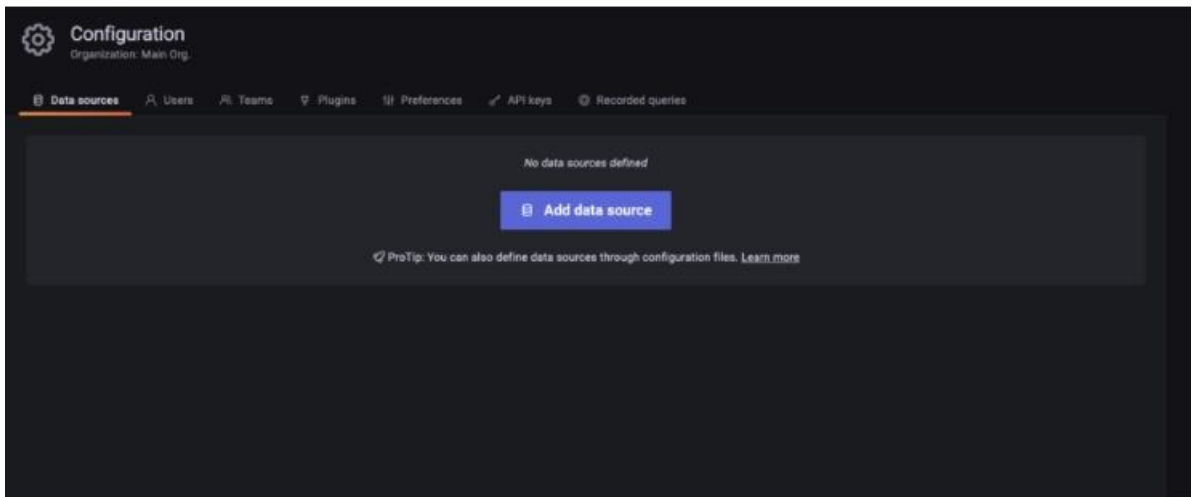 Configuration
Organization: Main Org.
Data sources Users Teams Plugins Preferences API keys Recorded queries
No data sources defined
Add data source
ProTip: You can also define data sources through configuration files. Learn more